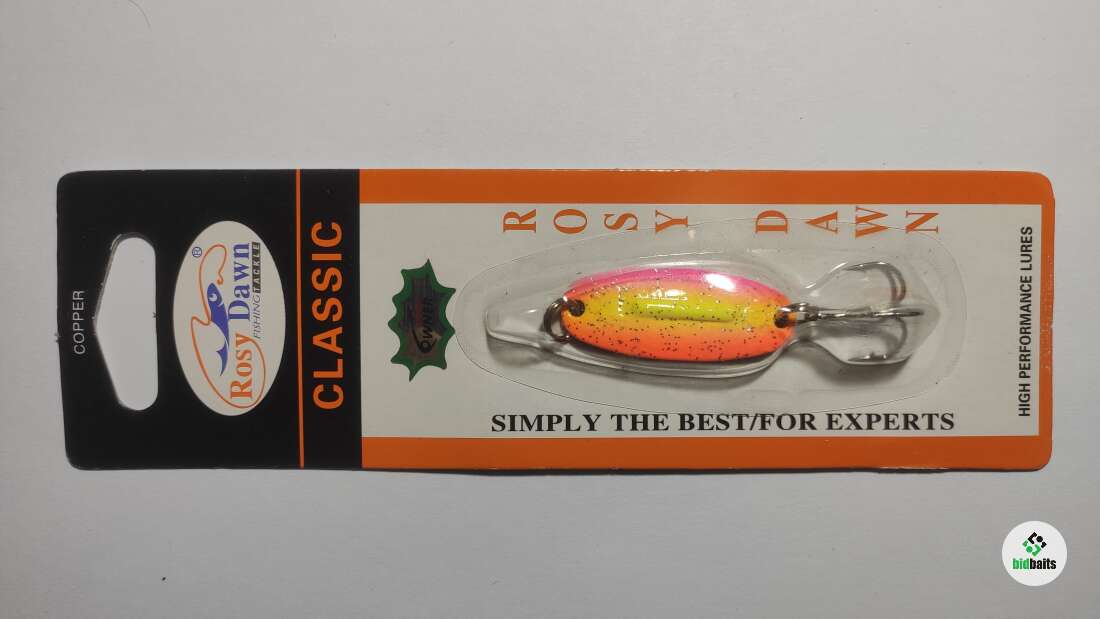 COPPER
®
Rosy Dawn
FISHING TACKLE
CLASSIC
OWNER
ROSY DAWN
SIMPLY THE BEST/FOR EXPERTS
HIGH PERFORMANCE LURES
bidbaits